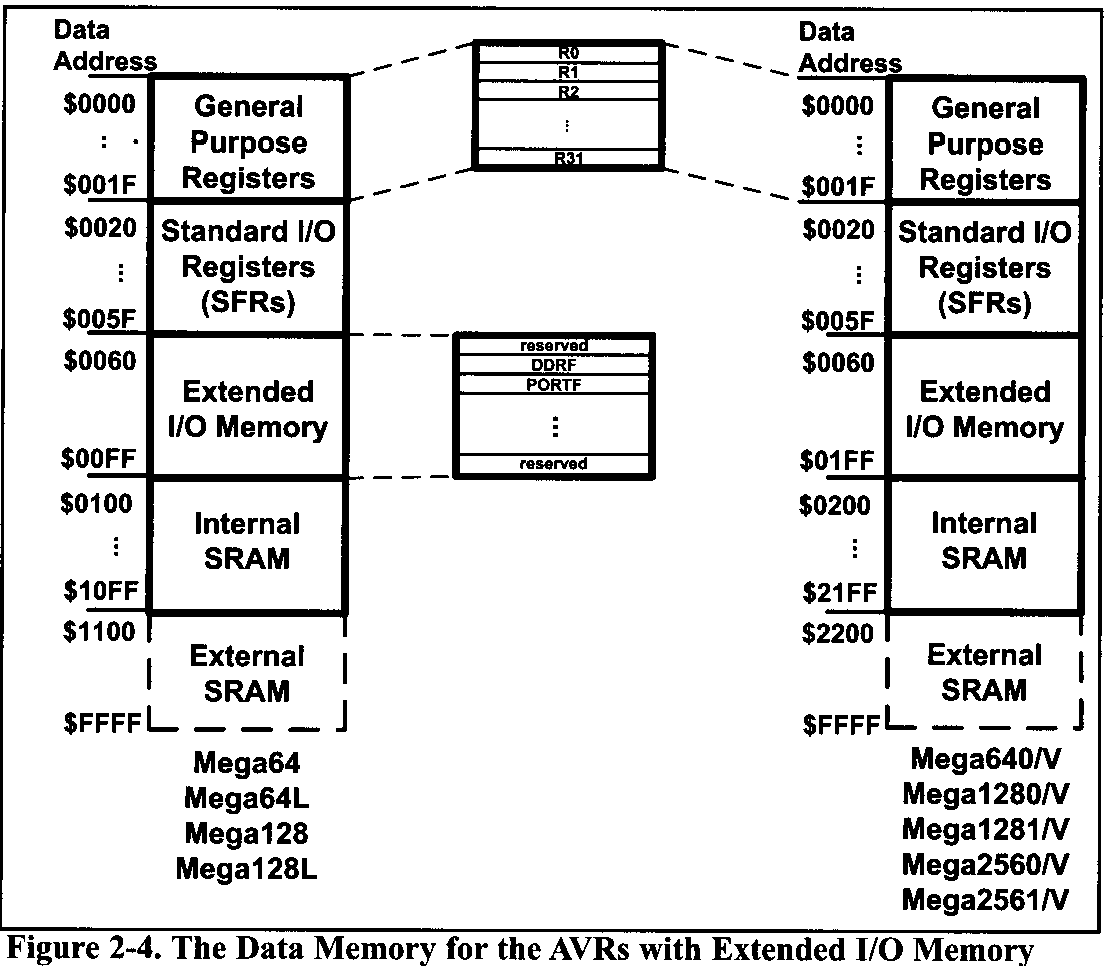 Data
Address
$0000
$001F
$0020
$005F
$0060
$00FF
$0100
$10FF
$1100
$FFFF
General
Purpose
Registers
Standard I/O
Registers
(SFRs)
Extended
I/O Memory
Internal
SRAM
External
SRAM
Mega64
Mega64L
Mega128
Mega128L
R0
R1
R2
R31
reserved
DDRF
PORTF
reserved
Data
Address
$0000
$001F
$0020
$005F
$0060
$01FF
$0200
$21FF
$2200
$FFFF
General
Purpose
Registers
Standard I/O
Registers
(SFRs)
Extended
I/O Memory
Internal
SRAM
External
SRAM
Mega640/V
Mega1280/V
Mega1281/V
Mega2560/V
Mega2561/V
Figure 2-4. The Data Memory for the AVRs with Extended I/O Memory